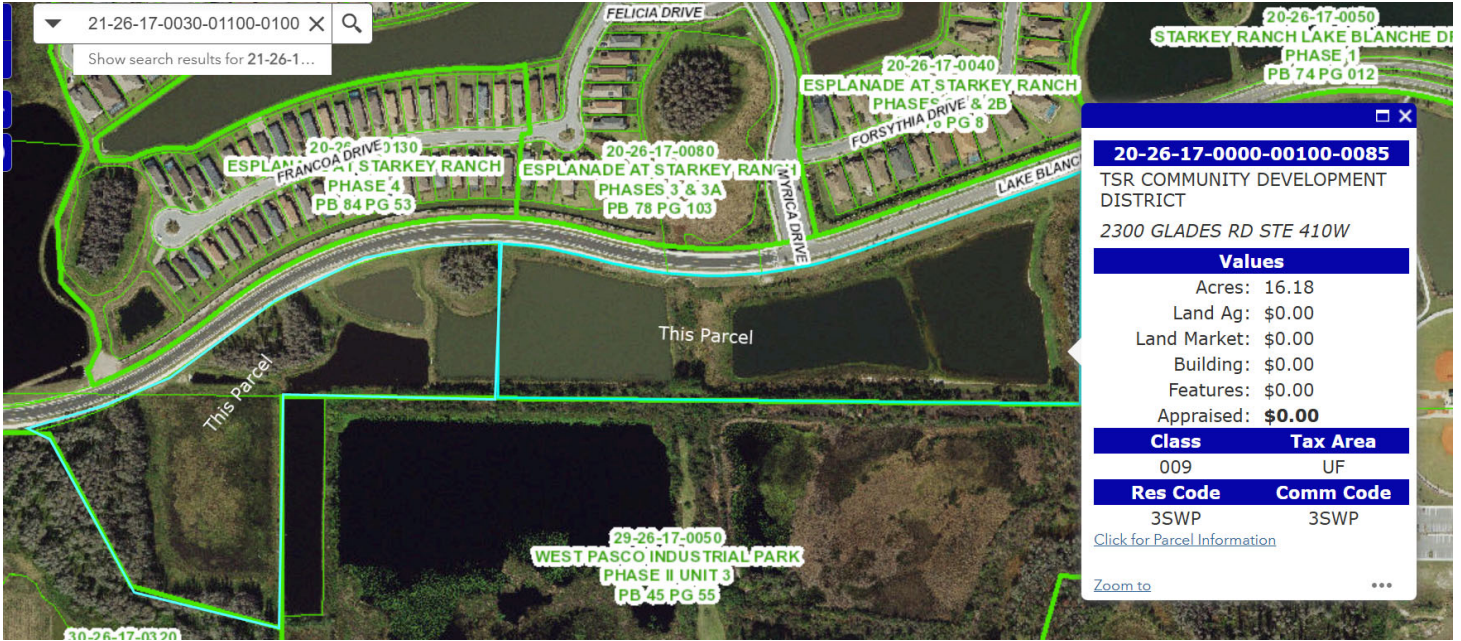 21-26-17-0030-01100-0100
Show search results for 21-26-1...
FELICIA DRIVE
20-26-17-0050
STARKEY RANCH LAKE BLANCHE
PHASE 1
PB 74 PG 012
20-26-17-0040
ESPLANADE AT STARKEY RANCH
PHASES & 2B
PG 8
FORSYTHIA DRIVE
0130
AT STARKEY RANCH
PHASE 4
PB 84 PG 53
FRANCOA DRIVE
20-26-17-0080
ESPLANADE AT STARKEY
PHASES 3 & 3A
PB 78 PG 103
MYRICA DRIVE
LAKE
This Parcel
This Parcel
29-26-17-0050
WEST PASCO INDUSTRIAL PARK
PHASE II UNIT 3
PB 45 PG 55
30-26-17-0320
20-26-17-0000-00100-0085
TSR COMMUNITY DEVELOPMENT
DISTRICT
2300 GLADES RD STE 410W
Values
Acres: 16.18
Land Ag: $0.00
Land Market: $0.00
Building: $0.00
Features: $0.00
Appraised: $0.00
Class Tax Area
009 UF
Res Code Comm Code
3SWP 3SWP
Click for Parcel Information
Zoom to